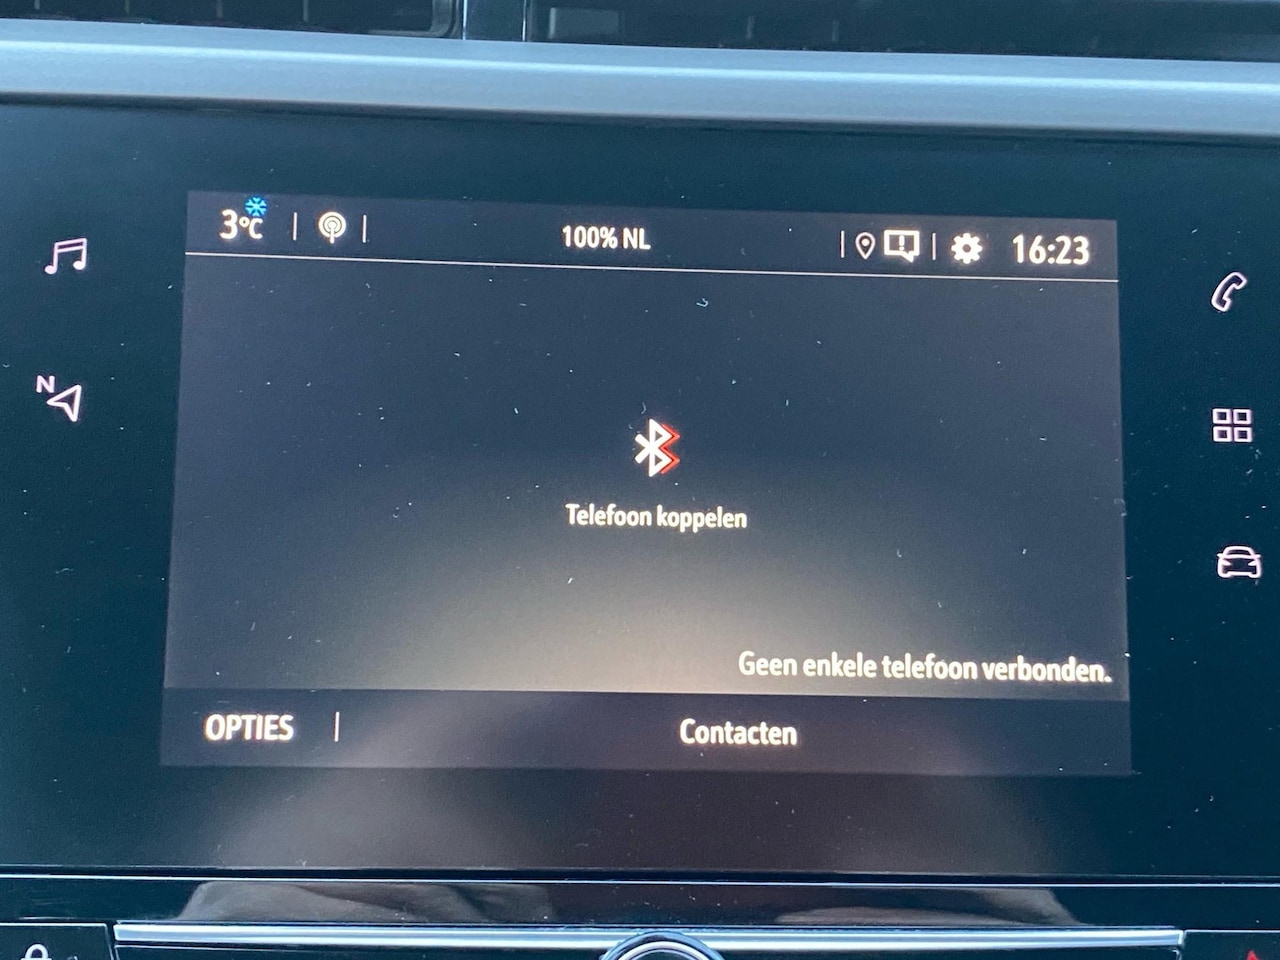 3°C
100% NL
16:23
N
Telefoon koppelen
Geen enkele telefoon verbonden.
OPTIES
Contacten